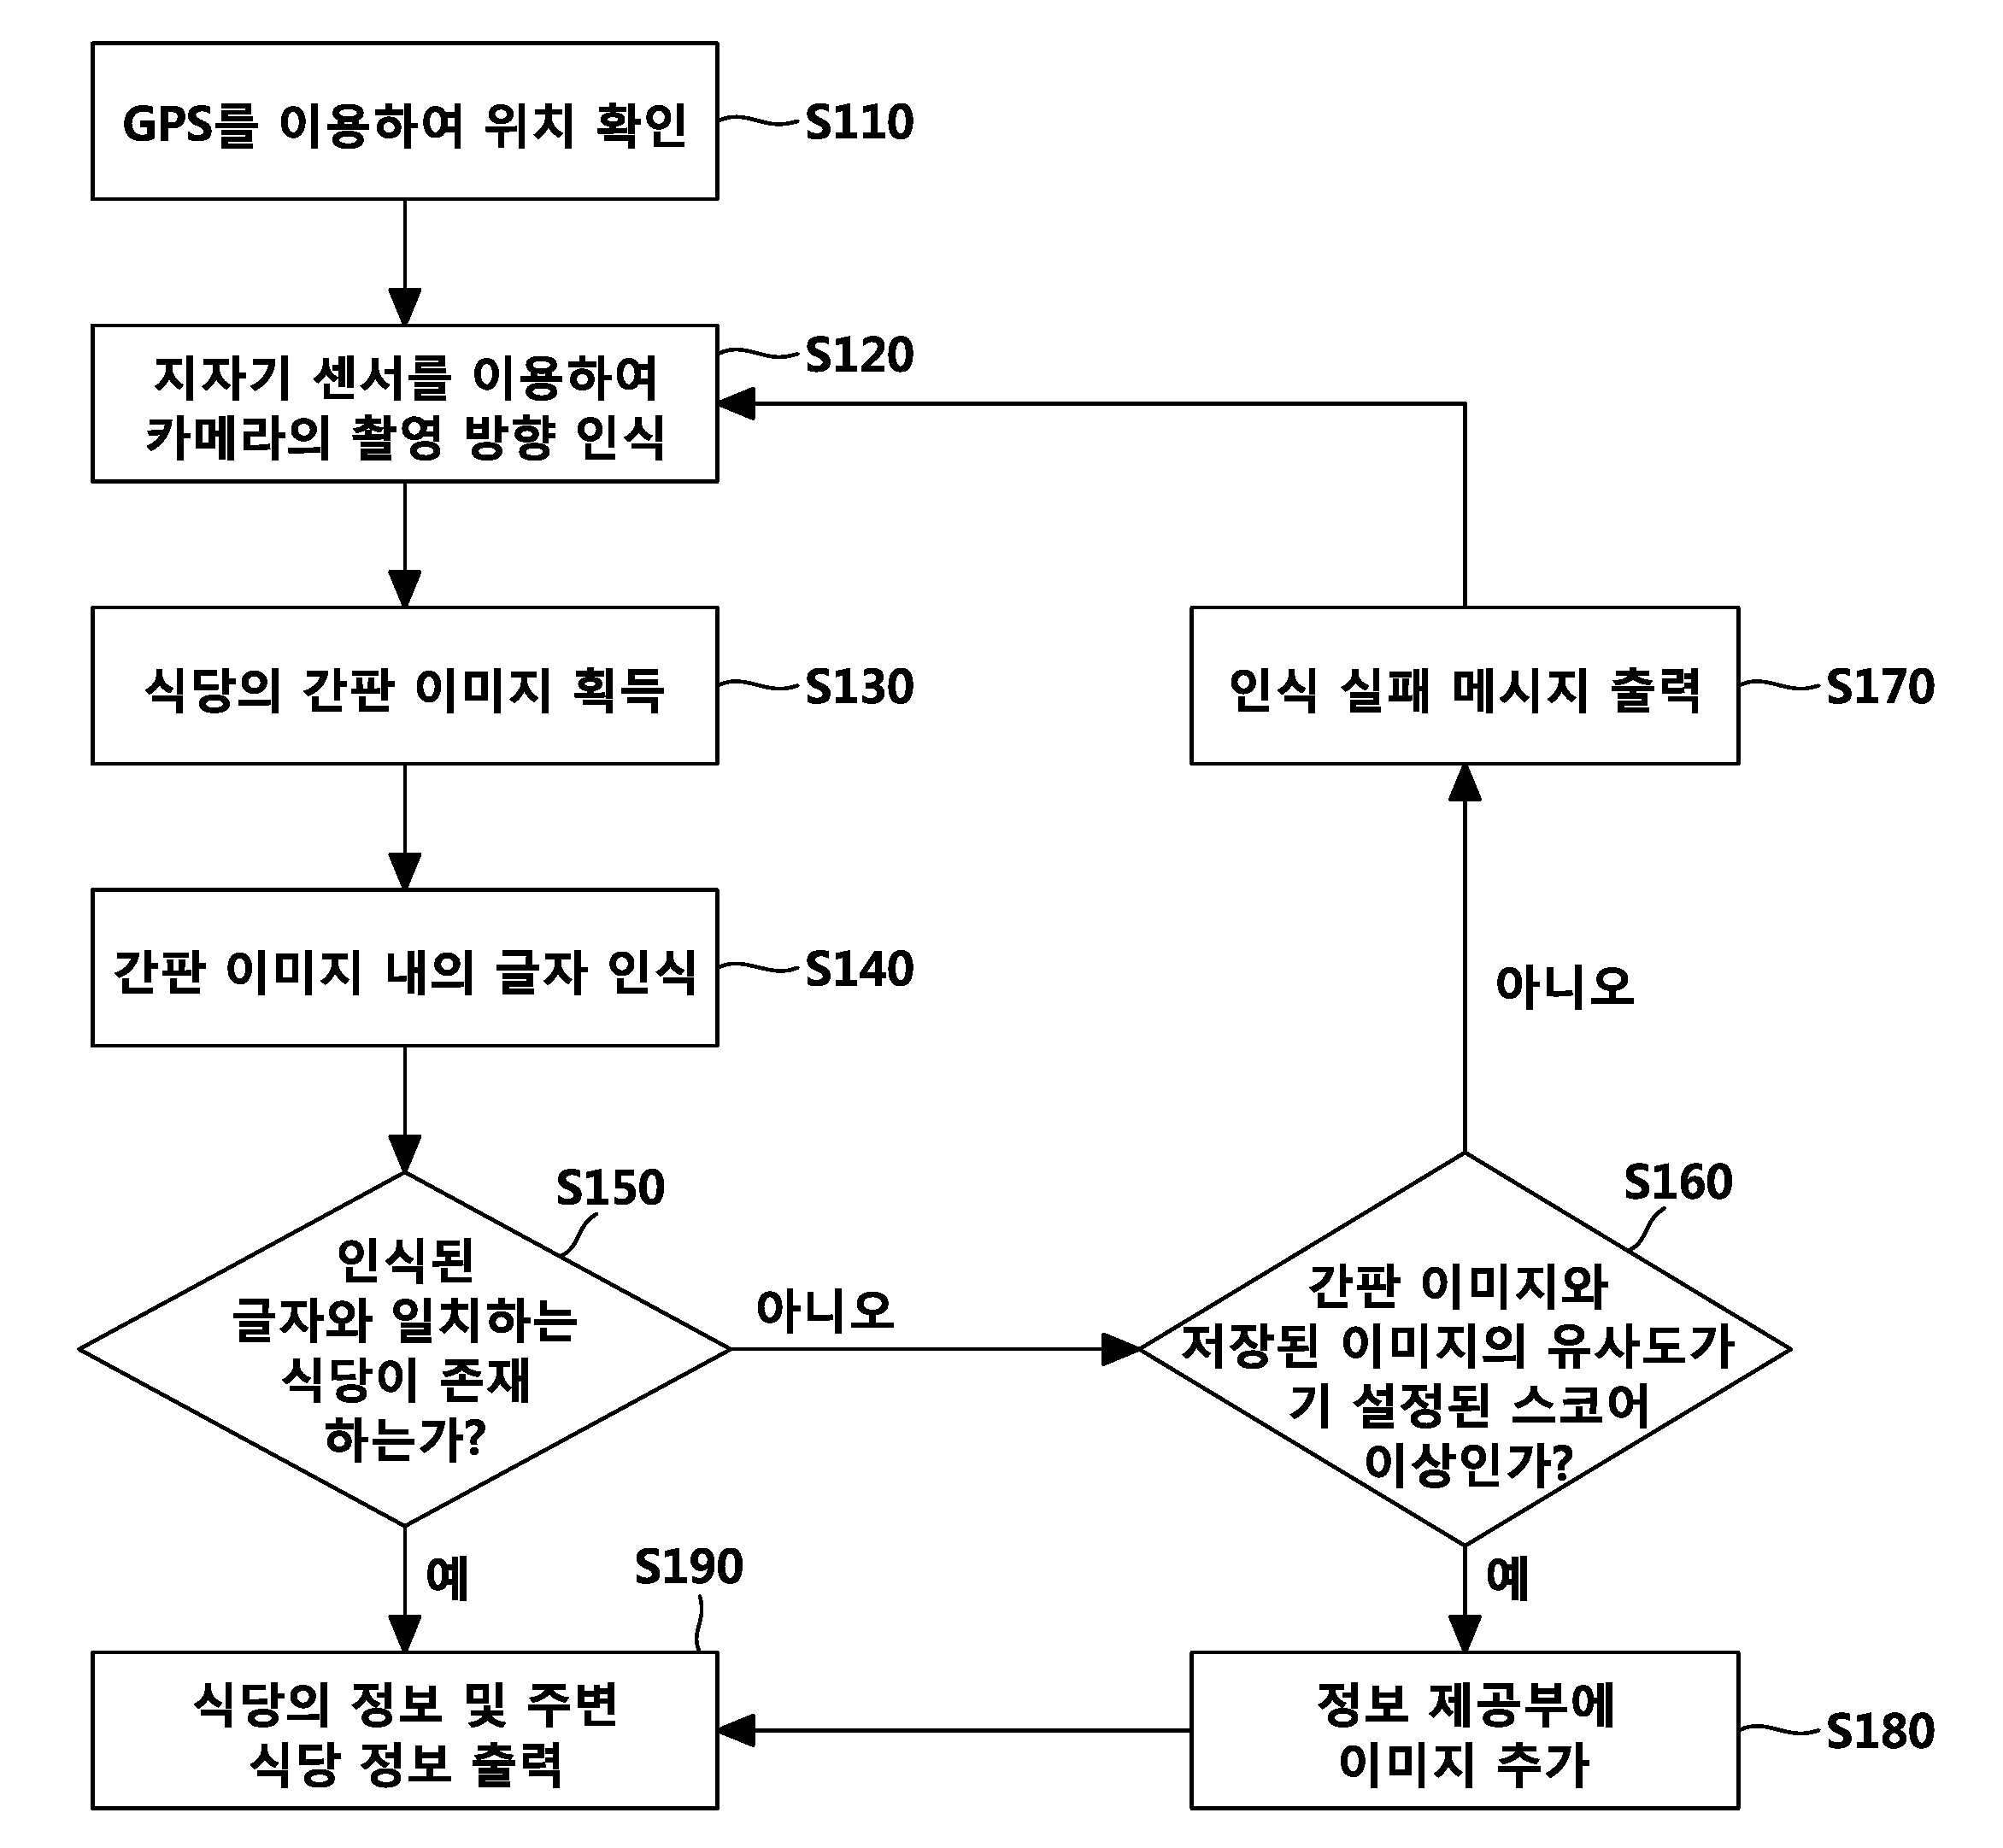 GPS를 이용하여 위치 확인
S110
지자기 센서를 이용하여
카메라의 촬영 방향 인식
S120
식당의 간판 이미지 획득
S130
인식 실패 메시지 출력
S170
간판 이미지 내의 글자 인식
S140
아니오
S150
인식된
글자와 일치하는
식당이 존재
하는가?
아니오
S160
간판 이미지와
저장된 이미지의 유사도가
기 설정된 스코어
이상인가?
예
예
S190
식당의 정보 및 주변
식당 정보 출력
정보 제공부에
이미지 추가
S180